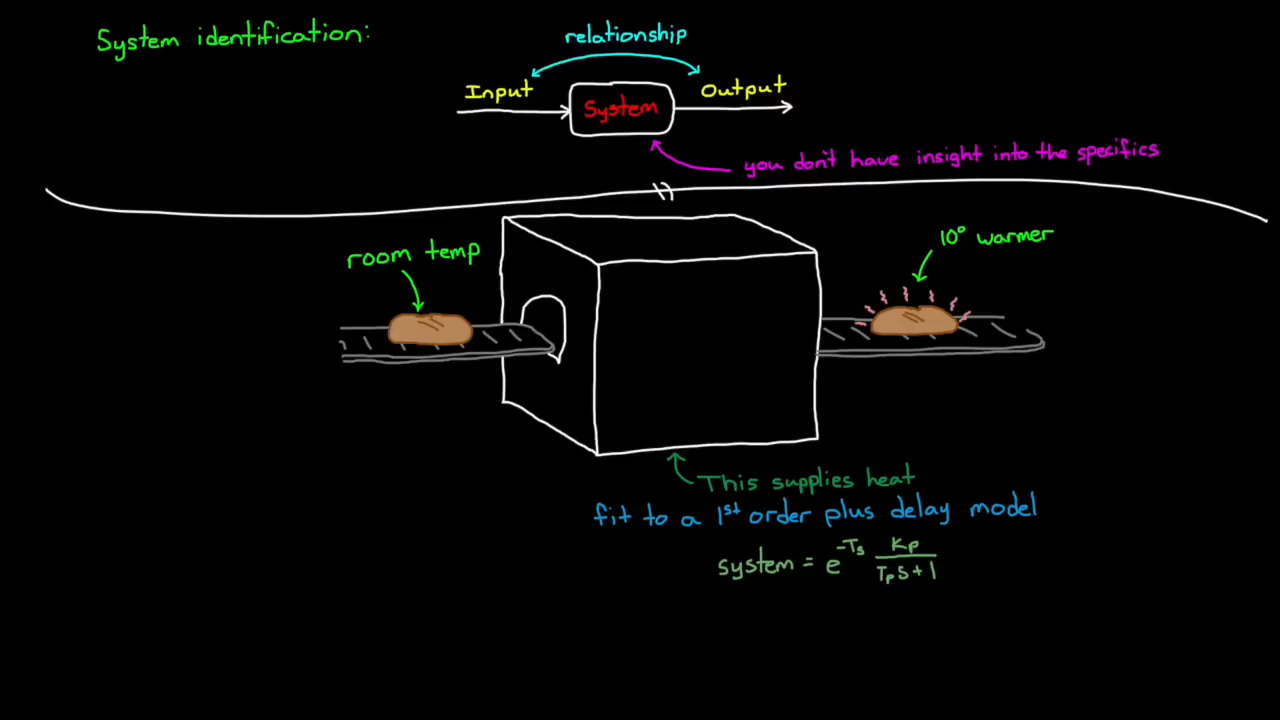 System identification:
relationship
Input
System
Output
you don't have insight into the specifics
room temp
10° warmer
This supplies heat
fit to a 1st order plus delay model
system = e^{-Ts} \frac{Kp}{Tps+1}